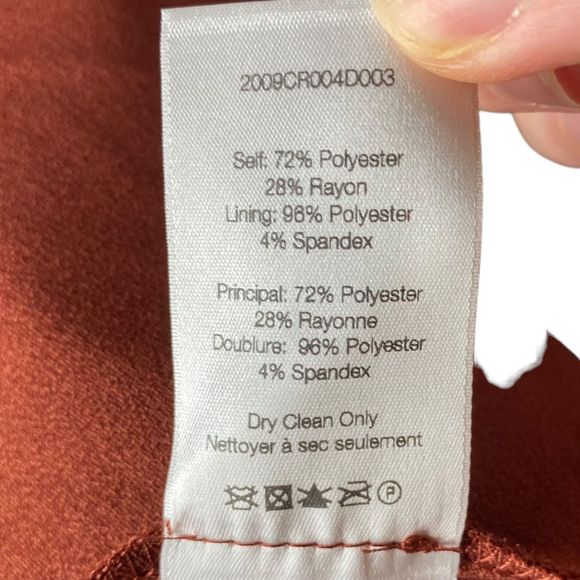 2009CR004D003
Self: 72% Polyester
28% Rayon
Lining: 96% Polyester
4% Spandex
Principal: 72% Polyester
28% Rayonne
Doublure: 96% Polyester
4% Spandex
Dry Clean Only
Nettoyer à sec seulement
P